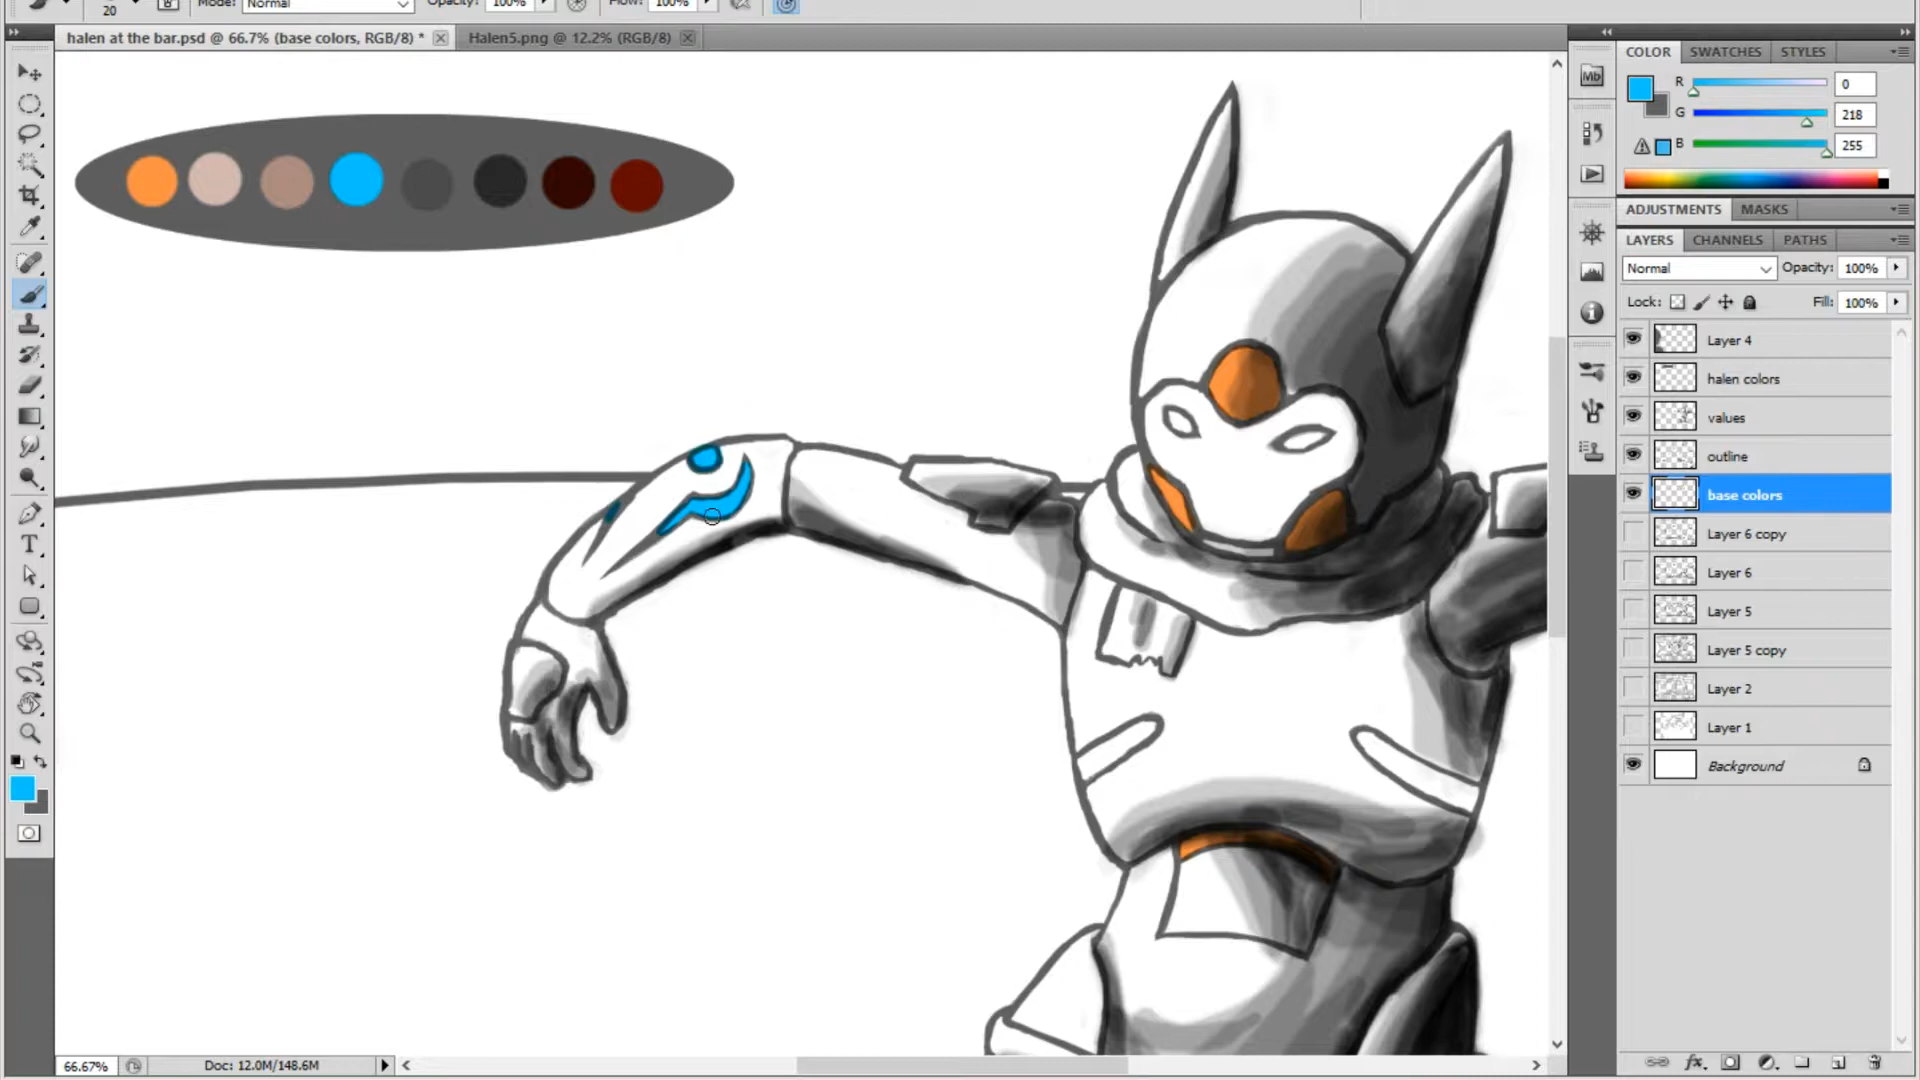 20 Mode: Normal Opacity: 100% Flow: 100%
halen at the bar.psd @ 66.7% (base colors, RGB/8) * Halen5.png @ 12.2% (RGB/8)
COLOR SWATCHES STYLES
R 0
G 218
B 255
ADJUSTMENTS MASKS
LAYERS CHANNELS PATHS
Normal Opacity: 100%
Lock: Fill: 100%
Layer 4
halen colors
values
outline
base colors
Layer 6 copy
Layer 6
Layer 5
Layer 5 copy
Layer 2
Layer 1
Background
Mb
T
fx
66.67% Doc: 12.0M/148.6M